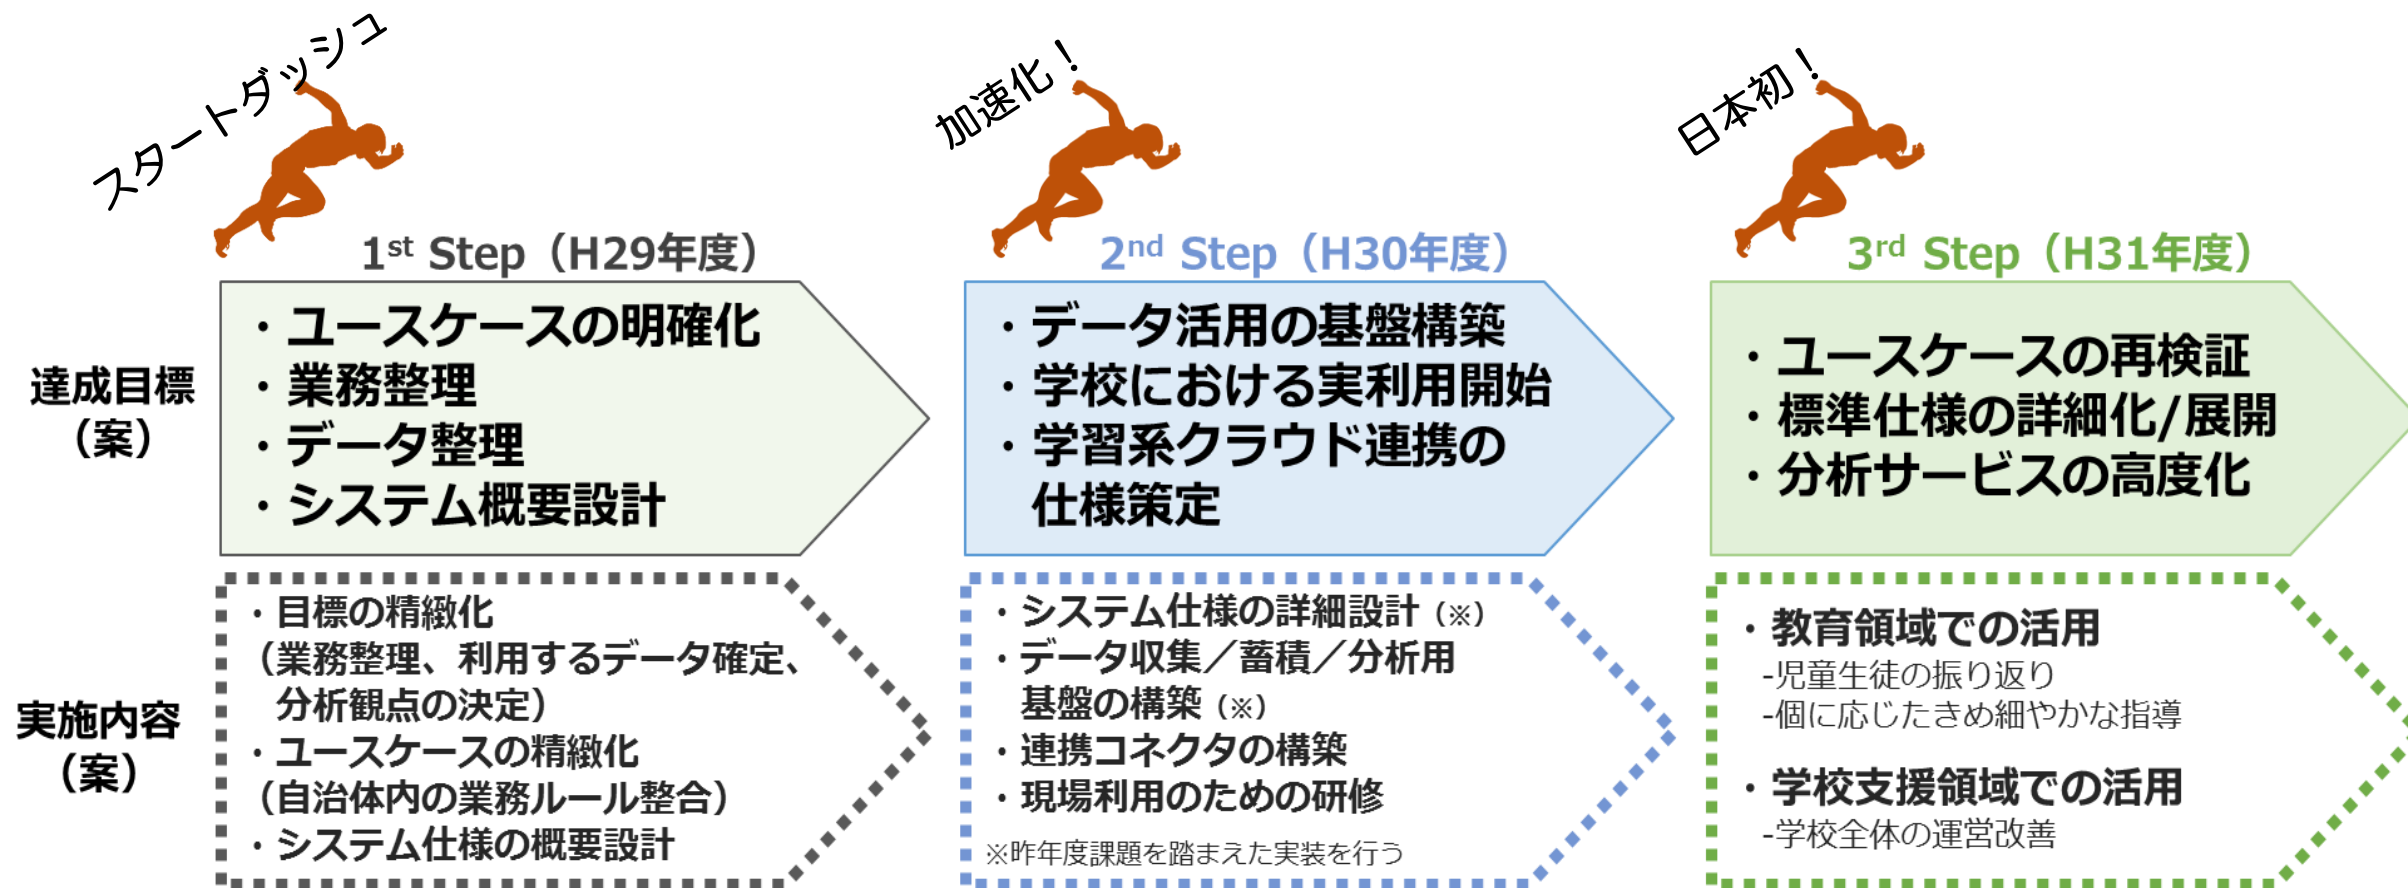 スタートダッシュ
加速化！
日本初！
1st Step（H29年度）
2nd Step（H30年度）
3rd Step（H31年度）
達成目標
（案）
・ユースケースの明確化
・業務整理
・データ整理
・システム概要設計
・データ活用の基盤構築
・学校における実利用開始
・学習系クラウド連携の
仕様策定
・ユースケースの再検証
・標準仕様の詳細化/展開
・分析サービスの高度化
実施内容
（案）
・目標の精緻化
（業務整理、利用するデータ確定、
分析観点の決定）
・ユースケースの精緻化
（自治体内の業務ルール整合）
・システム仕様の概要設計
・システム仕様の詳細設計（※）
・データ収集／蓄積／分析用
基盤の構築（※）
・連携コネクタの構築
・現場利用のための研修
※昨年度課題を踏まえた実装を行う
・教育領域での活用
-児童生徒の振り返り
-個に応じたきめ細やかな指導
・学校支援領域での活用
-学校全体の運営改善